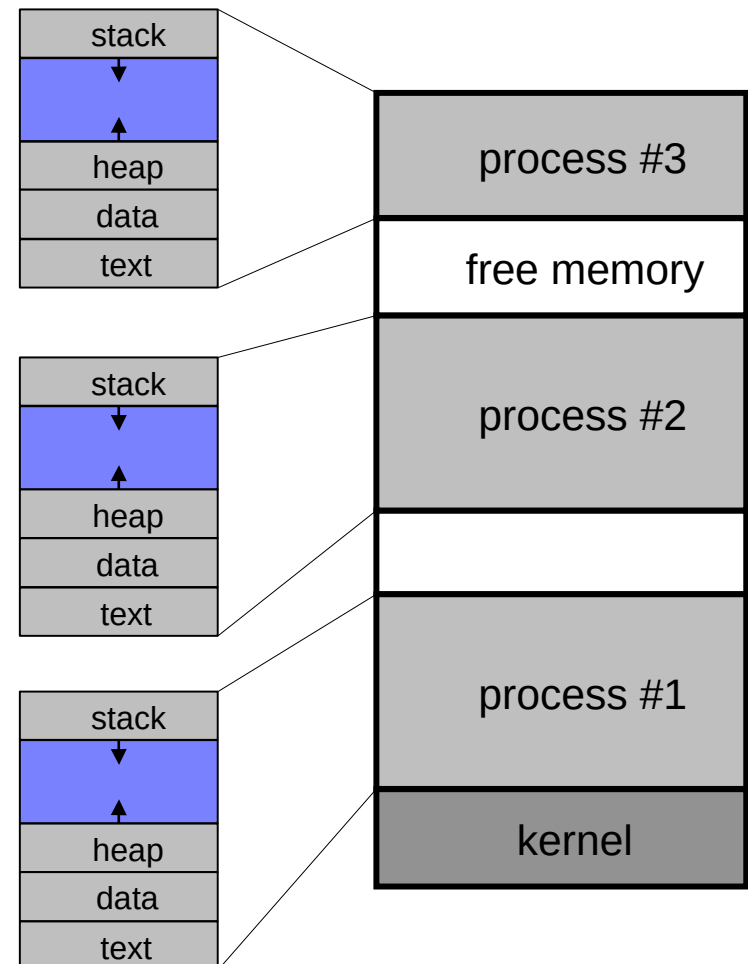 stack
heap
data
text
stack
heap
data
text
stack
heap
data
text
process #3
free memory
process #2
process #1
kernel